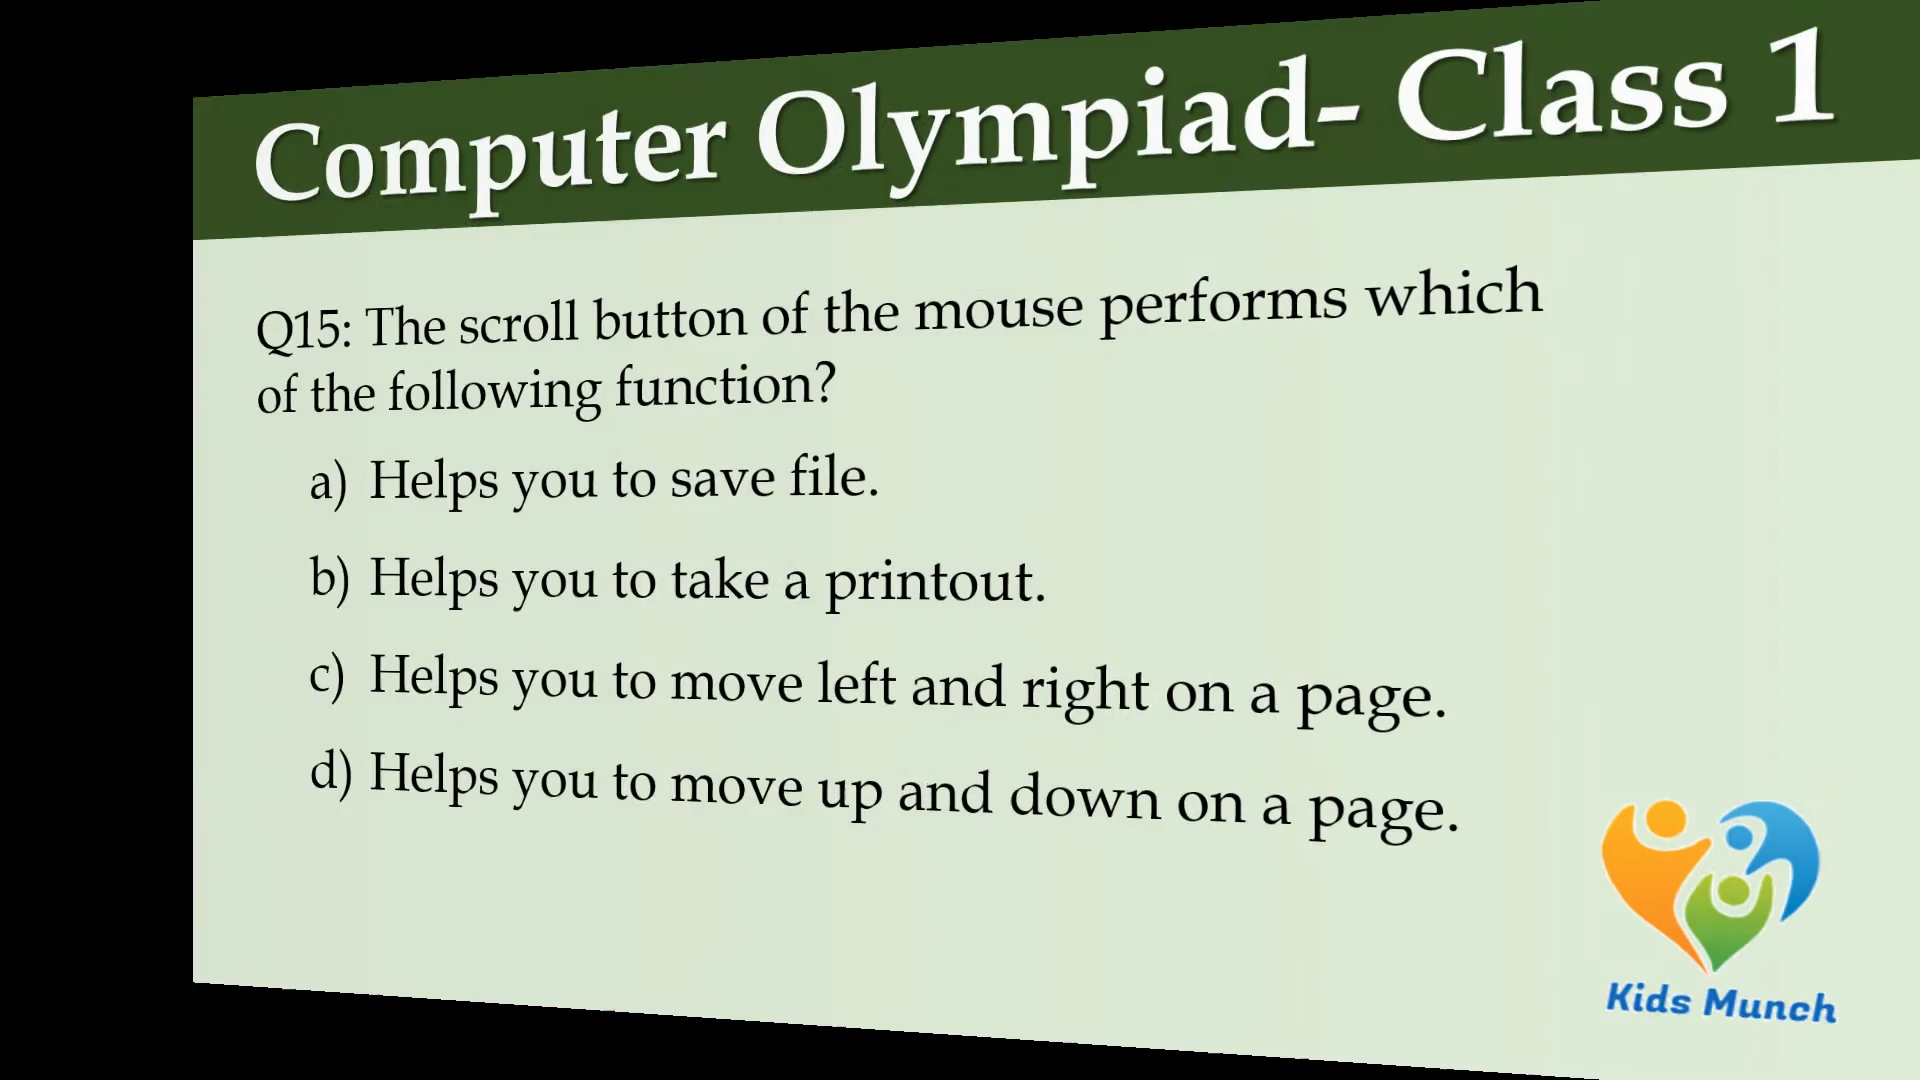 Computer Olympiad- Class 1
Q15: The scroll button of the mouse performs which
of the following function?
a) Helps you to save file.
b) Helps you to take a printout.
c) Helps you to move left and right on a page.
d) Helps you to move up and down on a page.
Kids Munch